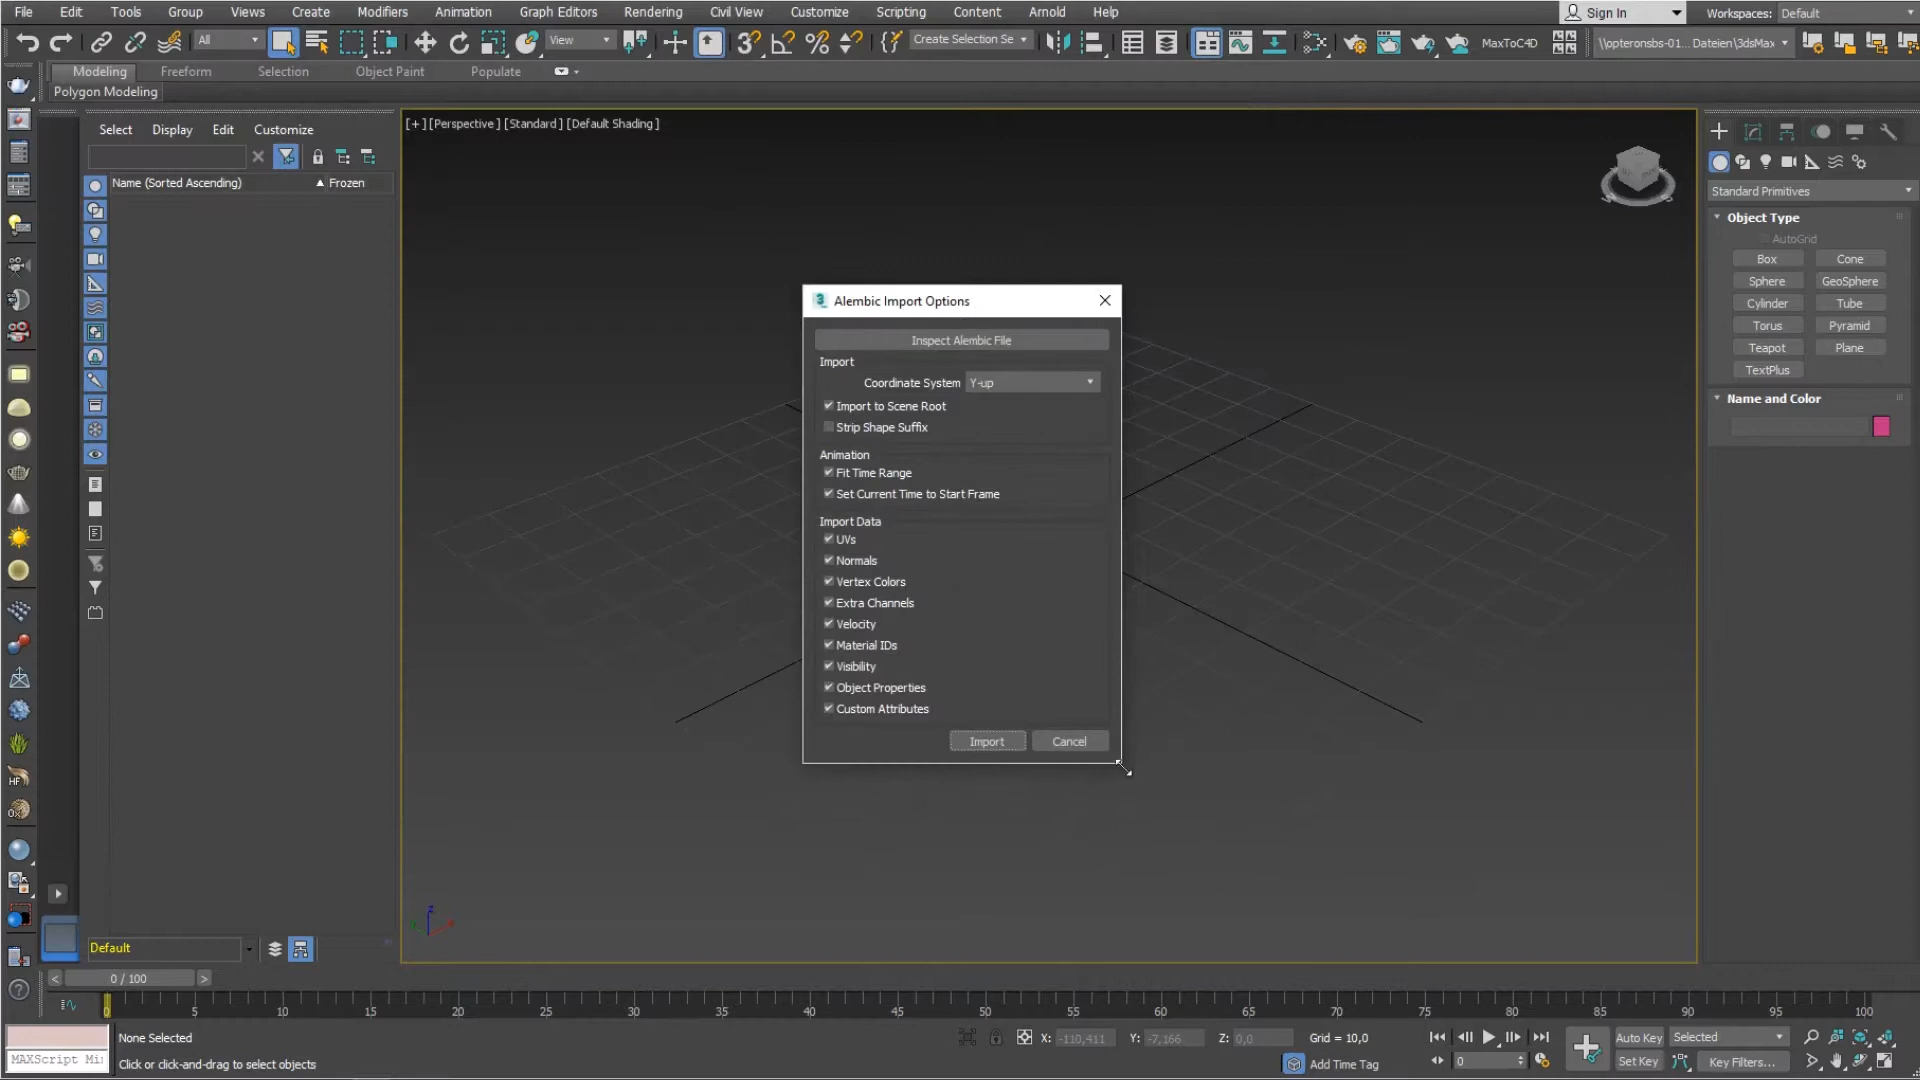 File Edit Tools Group Views Create Modifiers Animation Graph Editors Rendering Civil View Customize Scripting Content Arnold Help
Sign In
Workspaces: Default
All
View
Create Selection Se
MaxToC4D
\\opteronsbs-01... Dateien\3dsMax
Modeling Freeform Selection Object Paint Populate
Polygon Modeling
Select Display Edit Customize
Name (Sorted Ascending) Frozen
[+] [Perspective ] [Standard ] [Default Shading ]
Alembic Import Options
Inspect Alembic File
Import
Coordinate System Y-up
Import to Scene Root
Strip Shape Suffix
Animation
Fit Time Range
Set Current Time to Start Frame
Import Data
UVs
Normals
Vertex Colors
Extra Channels
Velocity
Material IDs
Visibility
Object Properties
Custom Attributes
Import Cancel
Standard Primitives
Object Type
AutoGrid
Box Cone
Sphere GeoSphere
Cylinder Tube
Torus Pyramid
Teapot Plane
TextPlus
Name and Color
HF
Default
< 0 / 100 >
0 5 10 15 20 25 30 35 40 45 50 55 60 65 70 75 80 85 90 95 100
None Selected
X: -110,411 Y: -7,166 Z: 0,0 Grid = 10,0
Auto Key Selected
MAXScript Mi
Click or click-and-drag to select objects
Add Time Tag
0
Set Key Key Filters...